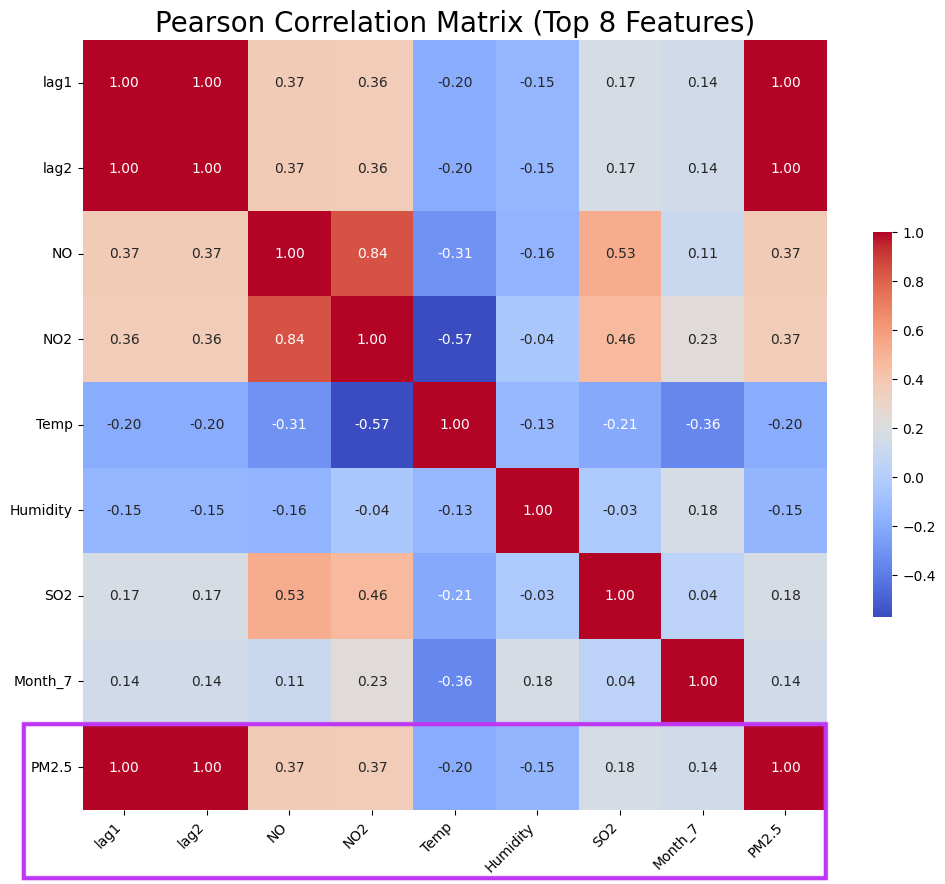 Pearson Correlation Matrix (Top 8 Features)
lag1 1.00 1.00 0.37 0.36 -0.20 -0.15 0.17 0.14 1.00
lag2 1.00 1.00 0.37 0.36 -0.20 -0.15 0.17 0.14 1.00
NO 0.37 0.37 1.00 0.84 -0.31 -0.16 0.53 0.11 0.37
NO2 0.36 0.36 0.84 1.00 -0.57 -0.04 0.46 0.23 0.37
Temp -0.20 -0.20 -0.31 -0.57 1.00 -0.13 -0.21 -0.36 -0.20
Humidity -0.15 -0.15 -0.16 -0.04 -0.13 1.00 -0.03 0.18 -0.15
SO2 0.17 0.17 0.53 0.46 -0.21 -0.03 1.00 0.04 0.18
Month_7 0.14 0.14 0.11 0.23 -0.36 0.18 0.04 1.00 0.14
PM2.5 1.00 1.00 0.37 0.37 -0.20 -0.15 0.18 0.14 1.00
lag1 lag2 NO NO2 Temp Humidity SO2 Month_7 PM2.5
1.0
0.8
0.6
0.4
0.2
0.0
−0.2
−0.4